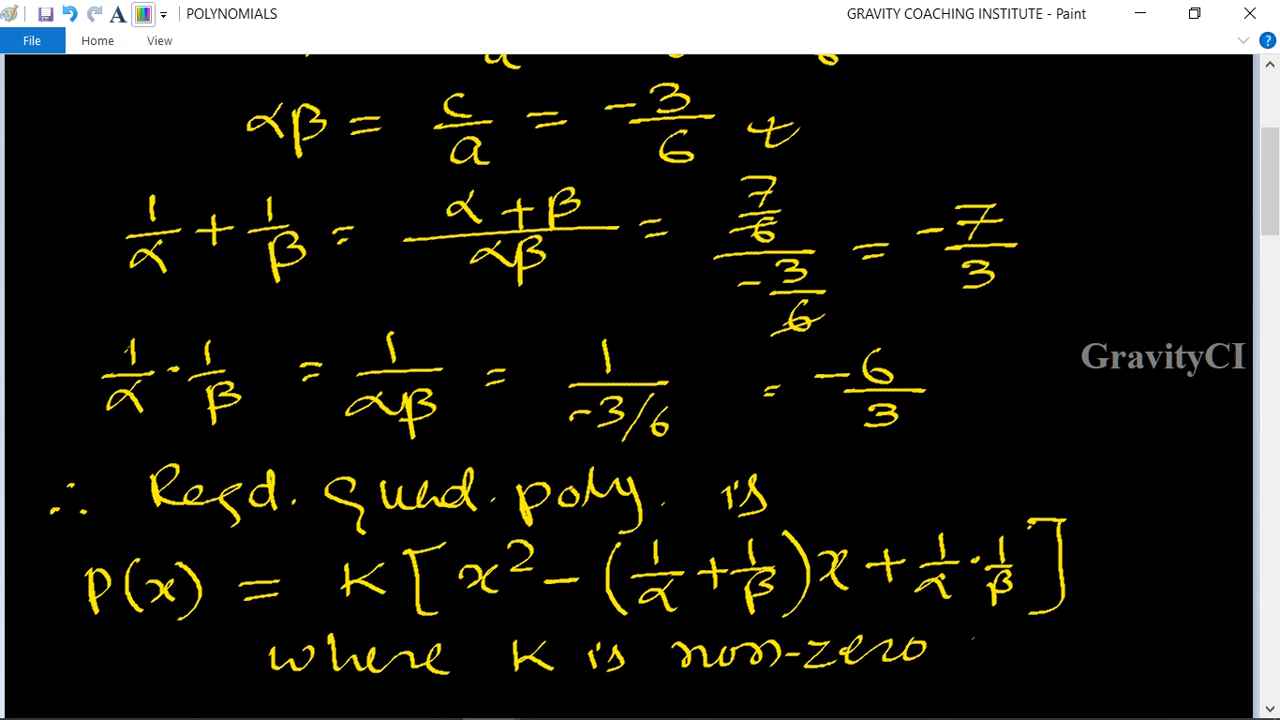 POLYNOMIALS GRAVITY COACHING INSTITUTE - Paint
File Home View
αβ = c/a = -3/6
1/α + 1/β = (α+β)/(αβ) = (7/6)/(-3/6) = -7/3
GravityCI
1/α · 1/β = 1/(αβ) = 1/(-3/6) = -6/3
∴ Reqd. quad. poly. is
P(x) = K[x² - (1/α + 1/β)x + 1/α · 1/β]
where K is non-zero